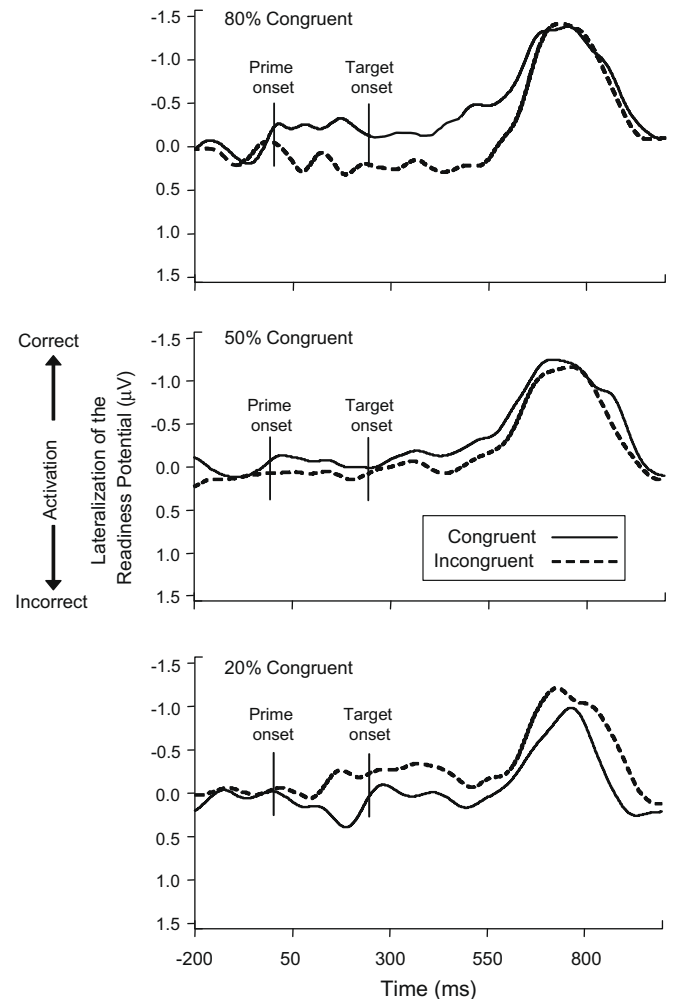 80% Congruent
-1.5
-1.0
-0.5
0.0
0.5
1.0
1.5
Prime
onset
Target
onset
50% Congruent
-1.5
-1.0
-0.5
0.0
0.5
1.0
1.5
Prime
onset
Target
onset
Congruent
Incongruent
Correct
Activation
Incorrect
Lateralization of the
Readiness Potential (µV)
20% Congruent
-1.5
-1.0
-0.5
0.0
0.5
1.0
1.5
Prime
onset
Target
onset
-200 50 300 550 800
Time (ms)